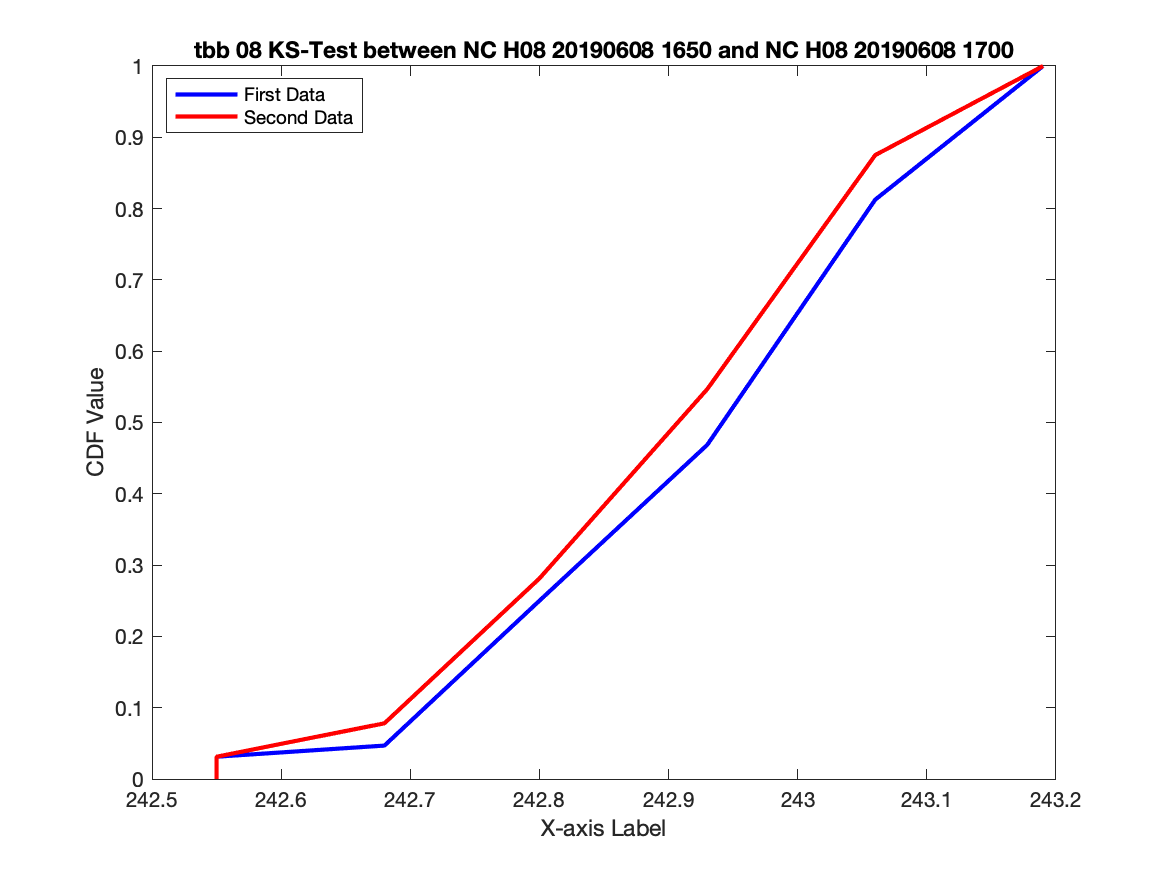 tbb 08 KS-Test between NC H08 20190608 1650 and NC H08 20190608 1700
First Data
Second Data
1
0.9
0.8
0.7
0.6
0.5
0.4
0.3
0.2
0.1
0
CDF Value
242.5 242.6 242.7 242.8 242.9 243 243.1 243.2
X-axis Label